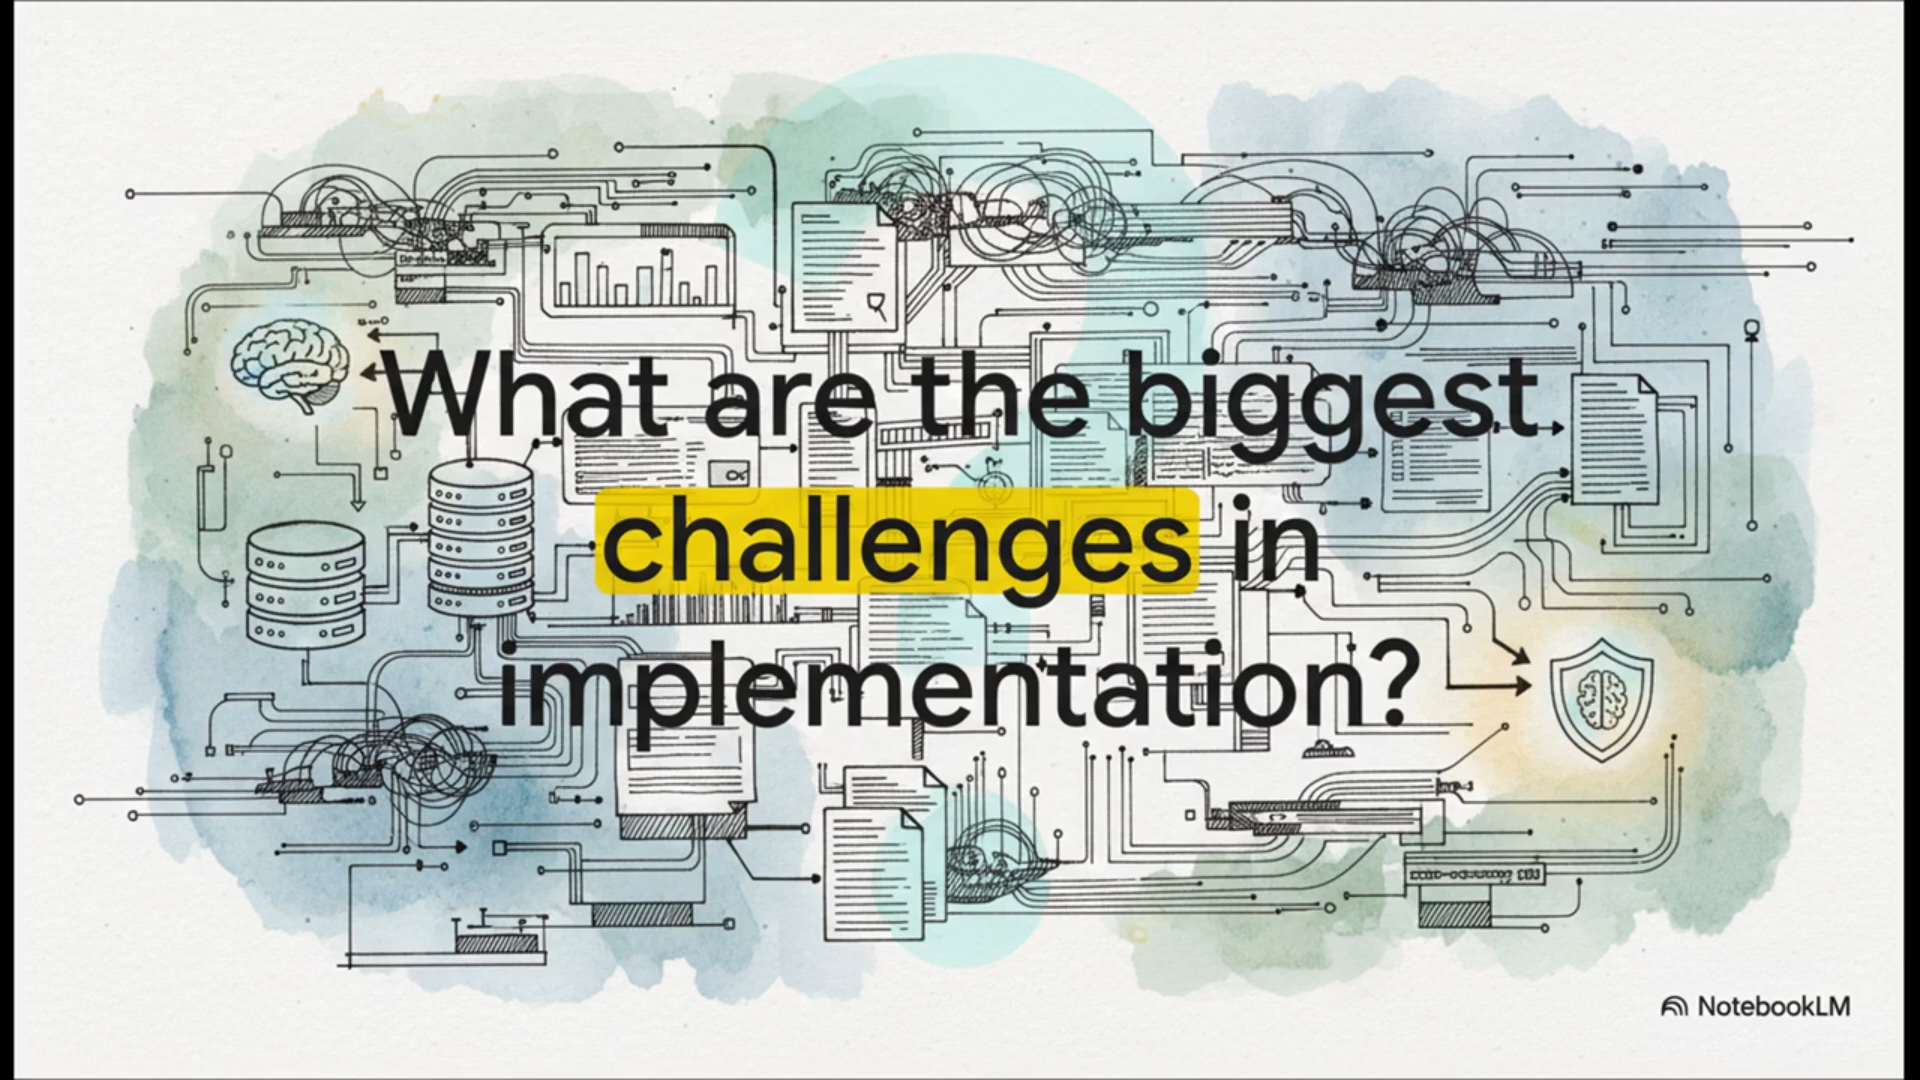 What are the biggest
challenges in
implementation?
NotebookLM